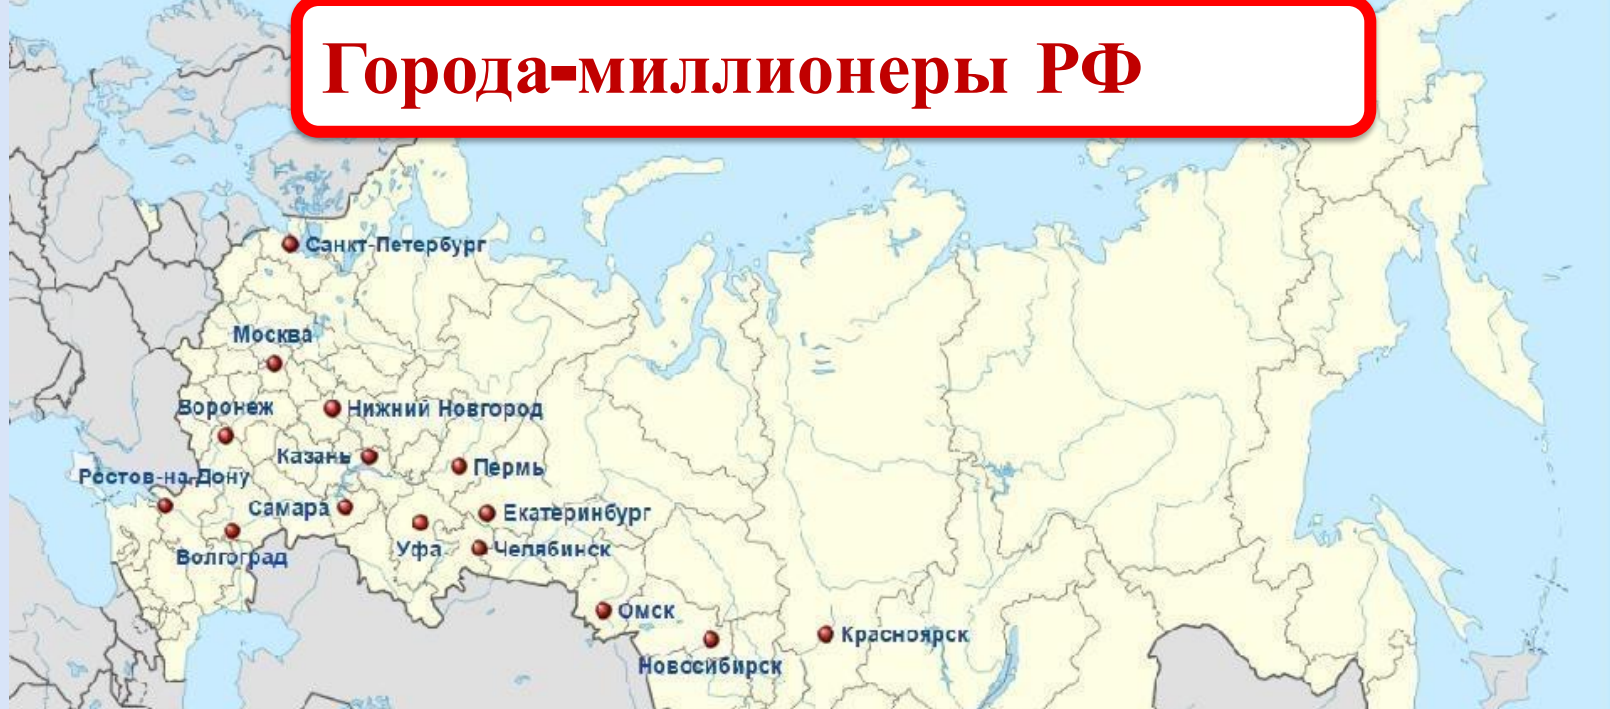 Города-миллионеры РФ
Санкт-Петербург
Москва
Воронеж
Нижний Новгород
Казань
Пермь
Ростов-на-Дону
Самара
Екатеринбург
Волгоград
Уфа
Челябинск
Омск
Красноярск
Новосибирск